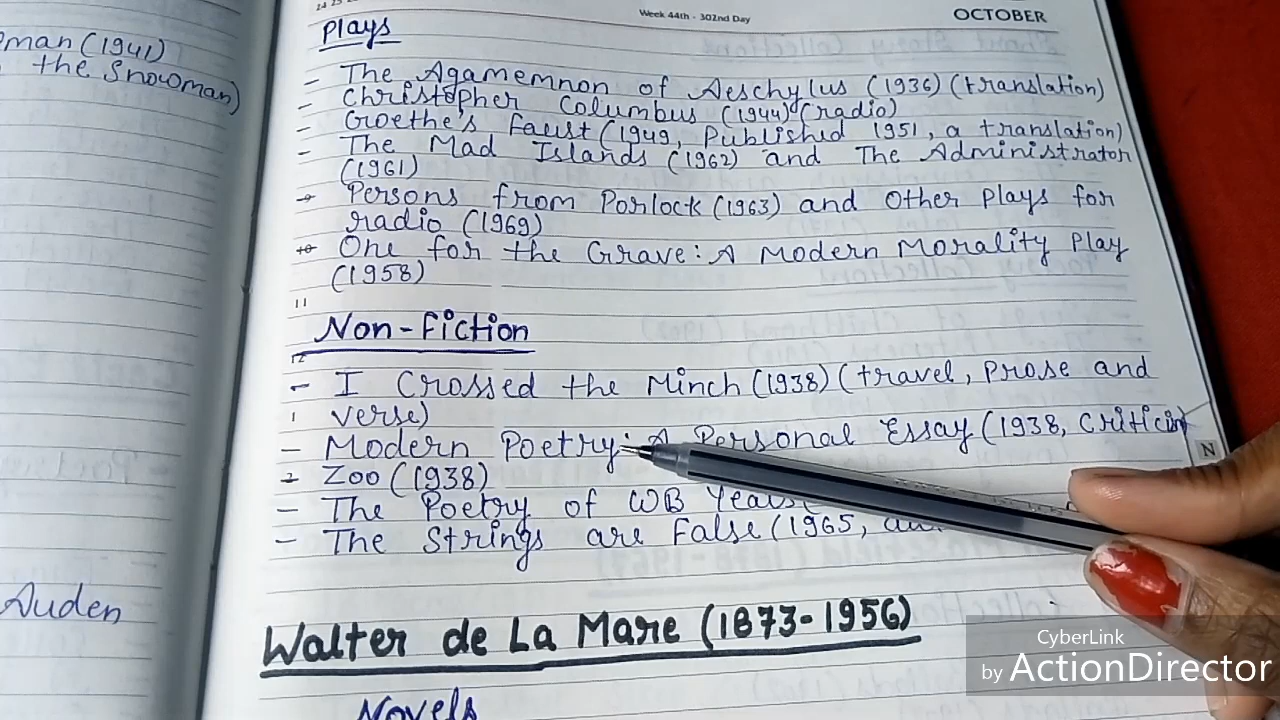 Week 44th - 302nd Day
OCTOBER
man (1941)
the Snowman)
Auden
Plays
- The Agamemnon of Aeschylus (1936) (translation)
- Christopher Columbus (1944) (radio)
- Goethe's Faust (1949, Published 1951, a translation)
- The Mad Islands (1962) and The Administrator
(1961)
- Persons from Porlock (1963) and Other Plays for
radio (1969)
- One for the Grave: A Modern Morality Play
(1958)
11
Non-Fiction
12
- I Crossed the Minch (1938) (travel, prose and
1 verse)
- Modern Poetry: A Personal Essay (1938, Criticim)
N
- Zoo (1938)
- The Poetry of WB Yeats
- The Strings are False (1965,
Walter de La Mare (1873-1956)
Novels
CyberLink
by ActionDirector